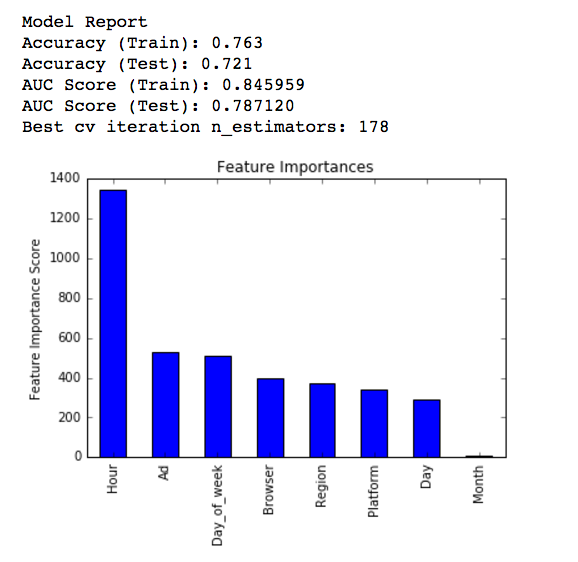 Model Report
Accuracy (Train): 0.763
Accuracy (Test): 0.721
AUC Score (Train): 0.845959
AUC Score (Test): 0.787120
Best cv iteration n_estimators: 178
Feature Importances
1400
1200
1000
800
600
400
200
0
Feature Importance Score
Hour
Ad
Day_of_week
Browser
Region
Platform
Day
Month